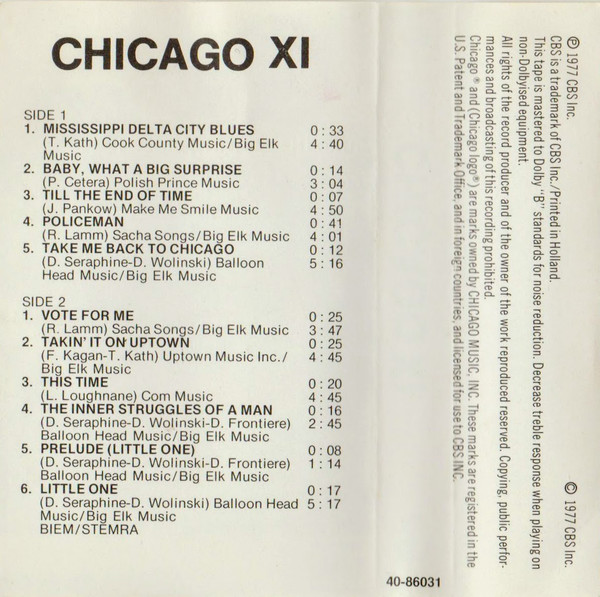 CHICAGO XI
SIDE 1
1. MISSISSIPPI DELTA CITY BLUES 0 : 33
(T. Kath) Cook County Music/Big Elk 4 : 40
Music
2. BABY, WHAT A BIG SURPRISE 0 : 14
(P. Cetera) Polish Prince Music 3 : 04
3. TILL THE END OF TIME 0 : 07
(J. Pankow) Make Me Smile Music 4 : 50
4. POLICEMAN 0 : 41
(R. Lamm) Sacha Songs/Big Elk Music 4 : 01
5. TAKE ME BACK TO CHICAGO 0 : 12
(D. Seraphine-D. Wolinski) Balloon 5 : 16
Head Music/Big Elk Music
SIDE 2
1. VOTE FOR ME 0 : 25
(R. Lamm) Sacha Songs/Big Elk Music 3 : 47
2. TAKIN' IT ON UPTOWN 0 : 25
(F. Kagan-T. Kath) Uptown Music Inc./ 4 : 45
Big Elk Music
3. THIS TIME 0 : 20
(L. Loughnane) Com Music 4 : 45
4. THE INNER STRUGGLES OF A MAN 0 : 16
(D. Seraphine-D. Wolinski-D. Frontiere) 2 : 45
Balloon Head Music/Big Elk Music
5. PRELUDE (LITTLE ONE) 0 : 08
(D. Seraphine-D. Wolinski-D. Frontiere) 1 : 14
Balloon Head Music/Big Elk Music
6. LITTLE ONE 0 : 17
(D. Seraphine-D. Wolinski) Balloon Head 5 : 17
Music/Big Elk Music
BIEM/STEMRA
40-86031
℗ 1977 CBS Inc. © 1977 CBS Inc.
CBS is a trademark of CBS Inc./Printed in Holland.
This tape is mastered to Dolby "B" standards for noise reduction. Decrease treble response when playing on
non-Dolbyised equipment.
All rights of the record producer and of the owner of the work reproduced reserved. Copying, public perfor-
mances and broadcasting of this recording prohibited.
Chicago ® and (Chicago logo®) are marks owned by CHICAGO MUSIC, INC. These marks are registered in the
U.S. Patent and Trademark Office, and in foreign countries, and licensed for use to CBS INC.